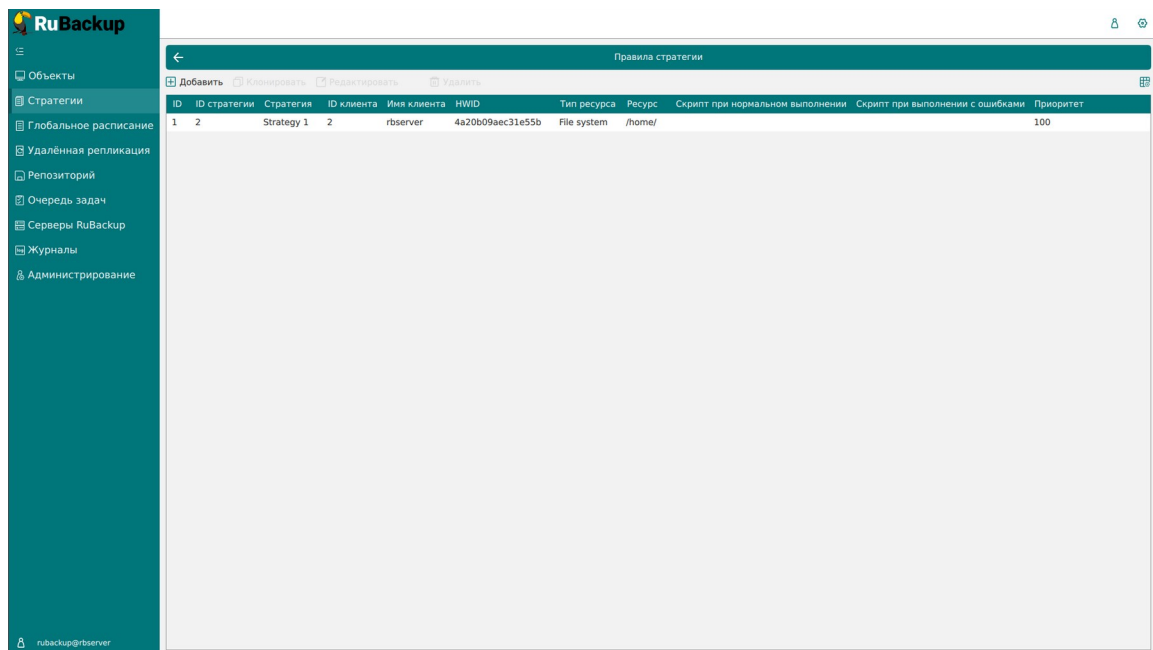 RuBackup
Объекты
Стратегии
Глобальное расписание
Удалённая репликация
Репозиторий
Очередь задач
Серверы RuBackup
Журналы
Администрирование
rubackup@rbserver
Правила стратегии
Добавить Клонировать Редактировать Удалить
ID ID стратегии Стратегия ID клиента Имя клиента HWID Тип ресурса Ресурс Скрипт при нормальном выполнении Скрипт при выполнении с ошибками Приоритет
1 2 Strategy 1 2 rbserver 4a20b09aec31e55b File system /home/ 100